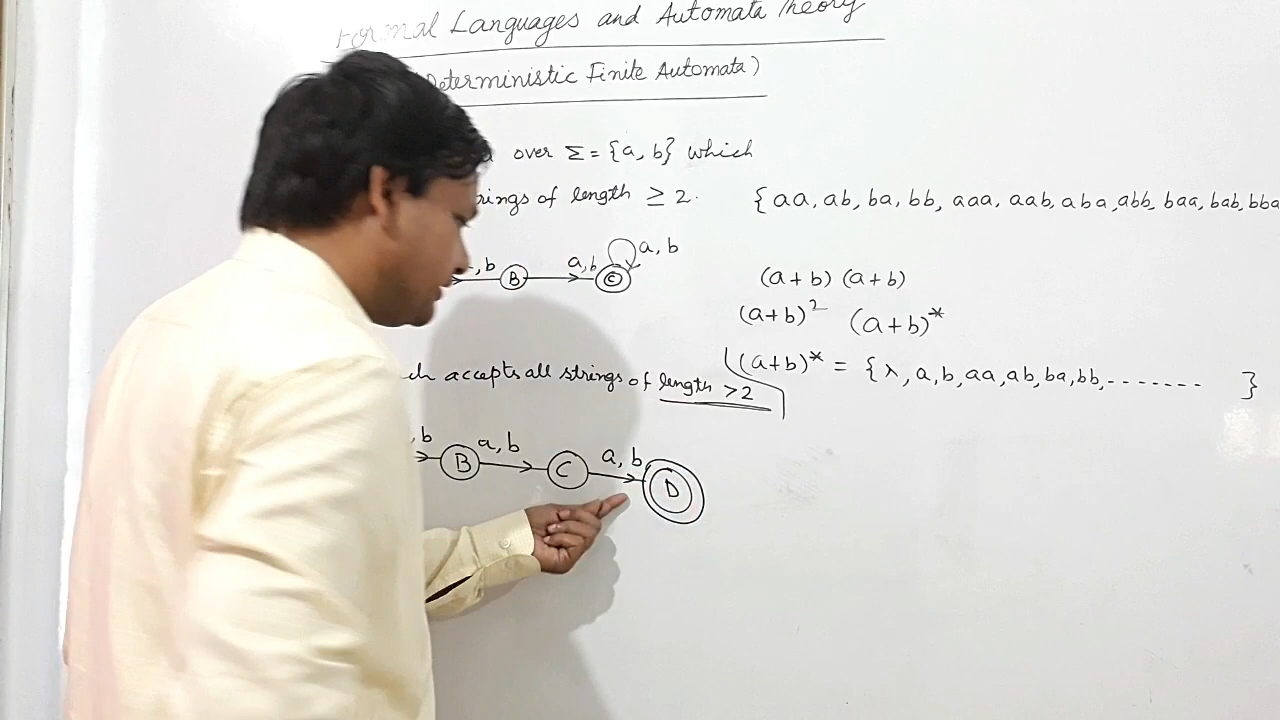 Formal Languages and Automata Theory
Deterministic Finite Automata)
over Σ = {a, b} which
strings of length ≥ 2. {aa, ab, ba, bb, aaa, aab, aba, abb, baa, bab, bba
, b B a, b C a, b
(a + b) (a + b)
(a + b)² (a + b)*
accepts all strings of length > 2
(a+b)* = {λ, a, b, aa, ab, ba, bb, ------- }
, b B a, b C a, b D